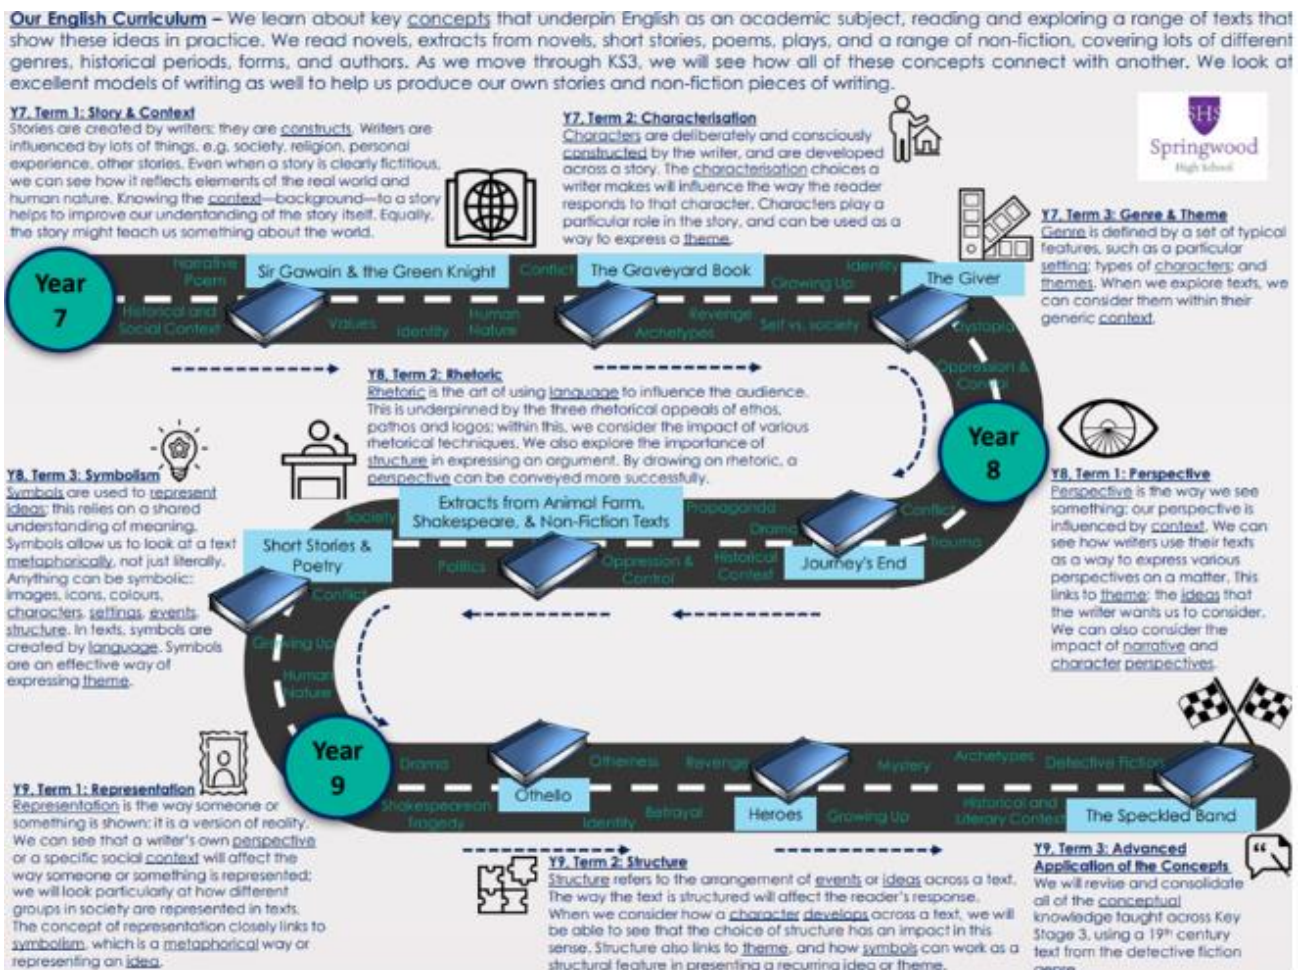 Our English Curriculum – We learn about key concepts that underpin English as an academic subject, reading and exploring a range of texts that
show these ideas in practice. We read novels, extracts from novels, short stories, poems, plays, and a range of non-fiction, covering lots of different
genres, historical periods, forms, and authors. As we move through KS3, we will see how all of these concepts connect with another. We look at
excellent models of writing as well to help us produce our own stories and non-fiction pieces of writing.
Y7, Term 1: Story & Context
Stories are created by writers; they are constructs. Writers are
influenced by lots of things, e.g. society, religion, personal
experience, other stories. Even when a story is clearly fictitious,
we can see how it reflects elements of the real world and
human nature. Knowing the context—background—to a story
helps to improve our understanding of the story itself. Equally,
the story might teach us something about the world.
Y7, Term 2: Characterisation
Characters are deliberately and consciously
constructed by the writer, and are developed
across a story. The characterisation choices a
writer makes will influence the way the reader
responds to that character. Characters play a
particular role in the story, and can be used as a
way to express a theme.
SHS
Springwood
High School
Y7, Term 3: Genre & Theme
Genre is defined by a set of typical
features, such as a particular
setting; types of characters; and
themes. When we explore texts, we
can consider them within their
generic context.
Year
7
Narrative
Poem
Historical and
Social Context
Sir Gawain & the Green Knight
Values
Identity
Human
Nature
Conflict
The Graveyard Book
Archetypes
Revenge
Growing Up
Self vs. society
Identity
The Giver
Dystopia
Oppression &
Control
Year
8
Y8, Term 1: Perspective
Perspective is the way we see
something; our perspective is
influenced by context. We can
see how writers use their texts
as a way to express various
perspectives on a matter. This
links to theme: the ideas that
the writer wants us to consider.
We can also consider the
impact of narrative and
character perspectives.
Y8, Term 2: Rhetoric
Rhetoric is the art of using language to influence the audience.
This is underpinned by the three rhetorical appeals of ethos,
pathos and logos; within this, we consider the impact of various
rhetorical techniques. We also explore the importance of
structure in expressing an argument. By drawing on rhetoric, a
perspective can be conveyed more successfully.
Y8, Term 3: Symbolism
Symbols are used to represent
ideas; this relies on a shared
understanding of meaning.
Symbols allow us to look at a text
metaphorically, not just literally.
Anything can be symbolic:
images, icons, colours,
characters, settings, events,
structure. In texts, symbols are
created by language. Symbols
are an effective way of
expressing theme.
Conflict
Trauma
Journey's End
Drama
Historical
Context
Propaganda
Extracts from Animal Farm,
Shakespeare, & Non-Fiction Texts
Oppression &
Control
Politics
Society
Short Stories &
Poetry
Conflict
Growing Up
Human
Nature
Year
9
Drama
Shakespearean
Tragedy
Othello
Otherness
Identity
Betrayal
Revenge
Heroes
Growing Up
Mystery
Archetypes
Historical and
Literary Context
Detective Fiction
The Speckled Band
Y9, Term 1: Representation
Representation is the way someone or
something is shown: it is a version of reality.
We can see that a writer's own perspective
or a specific social context will affect the
way someone or something is represented;
we will look particularly at how different
groups in society are represented in texts.
The concept of representation closely links to
symbolism, which is a metaphorical way or
representing an idea.
Y9, Term 2: Structure
Structure refers to the arrangement of events or ideas across a text.
The way the text is structured will affect the reader's response.
When we consider how a character develops across a text, we will
be able to see that the choice of structure has an impact in this
sense. Structure also links to theme, and how symbols can work as a
structural feature in presenting a recurring idea or theme.
Y9, Term 3: Advanced
Application of the Concepts
We will revise and consolidate
all of the conceptual
knowledge taught across Key
Stage 3, using a 19th century
text from the detective fiction
genre.